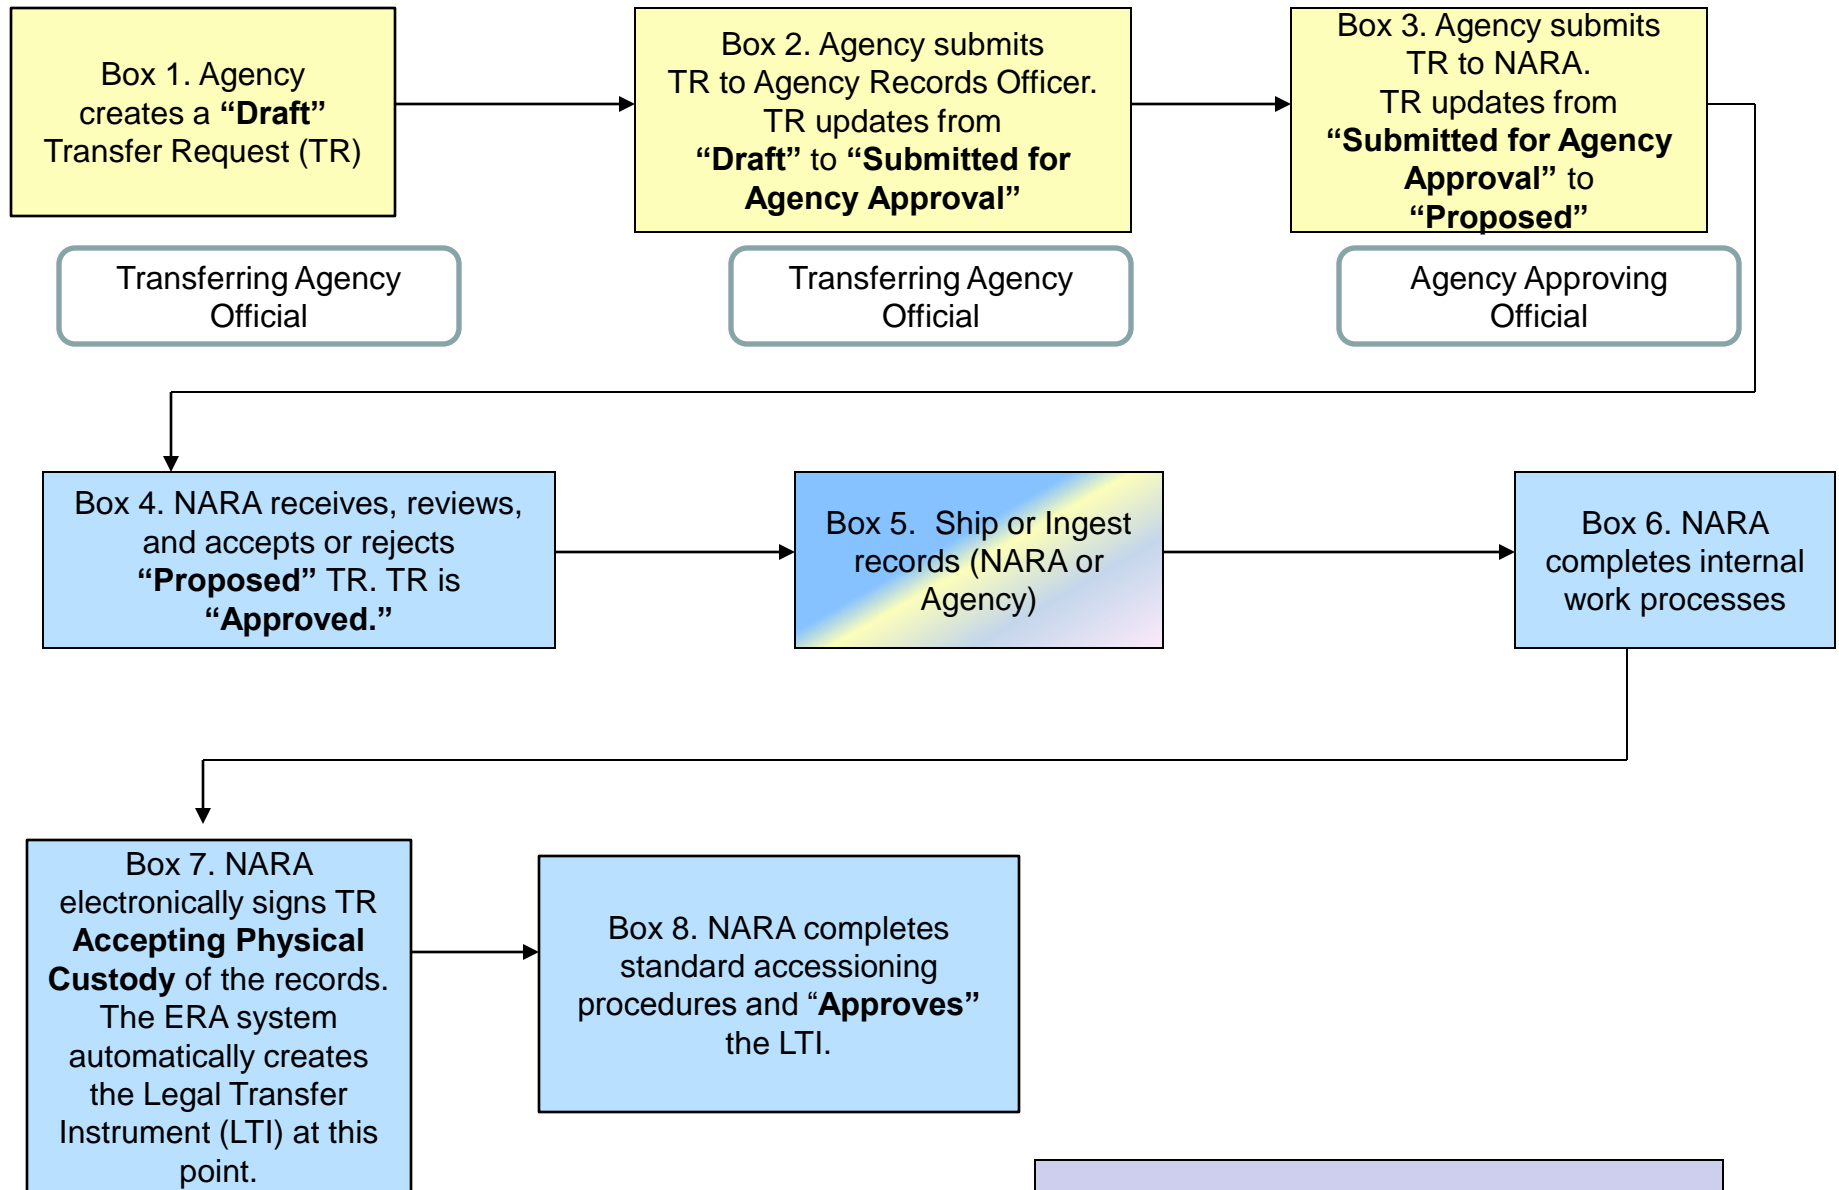 Box 1. Agency
creates a “Draft”
Transfer Request (TR)
Box 2. Agency submits
TR to Agency Records Officer.
TR updates from
“Draft” to “Submitted for
Agency Approval”
Box 3. Agency submits
TR to NARA.
TR updates from
“Submitted for Agency
Approval” to
“Proposed”
Transferring Agency
Official
Transferring Agency
Official
Agency Approving
Official
Box 4. NARA receives, reviews,
and accepts or rejects
“Proposed” TR. TR is
“Approved.”
Box 5.  Ship or Ingest
records (NARA or
Agency)
Box 6. NARA
completes internal
work processes
Box 7. NARA
electronically signs TR
Accepting Physical
Custody of the records.
The ERA system
automatically creates
the Legal Transfer
Instrument (LTI) at this
point.
Box 8. NARA completes
standard accessioning
procedures and “Approves”
the LTI.